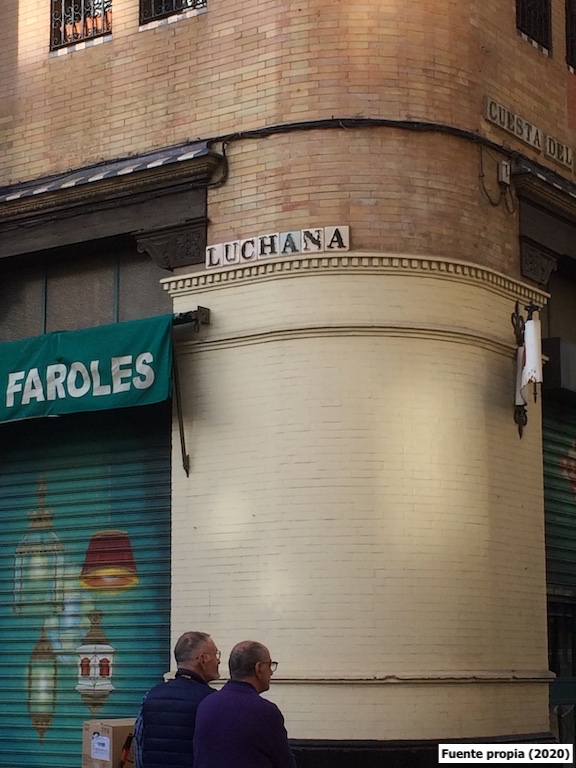 CUESTA DEL
LUCHANA
FAROLES
Fuente propia (2020)